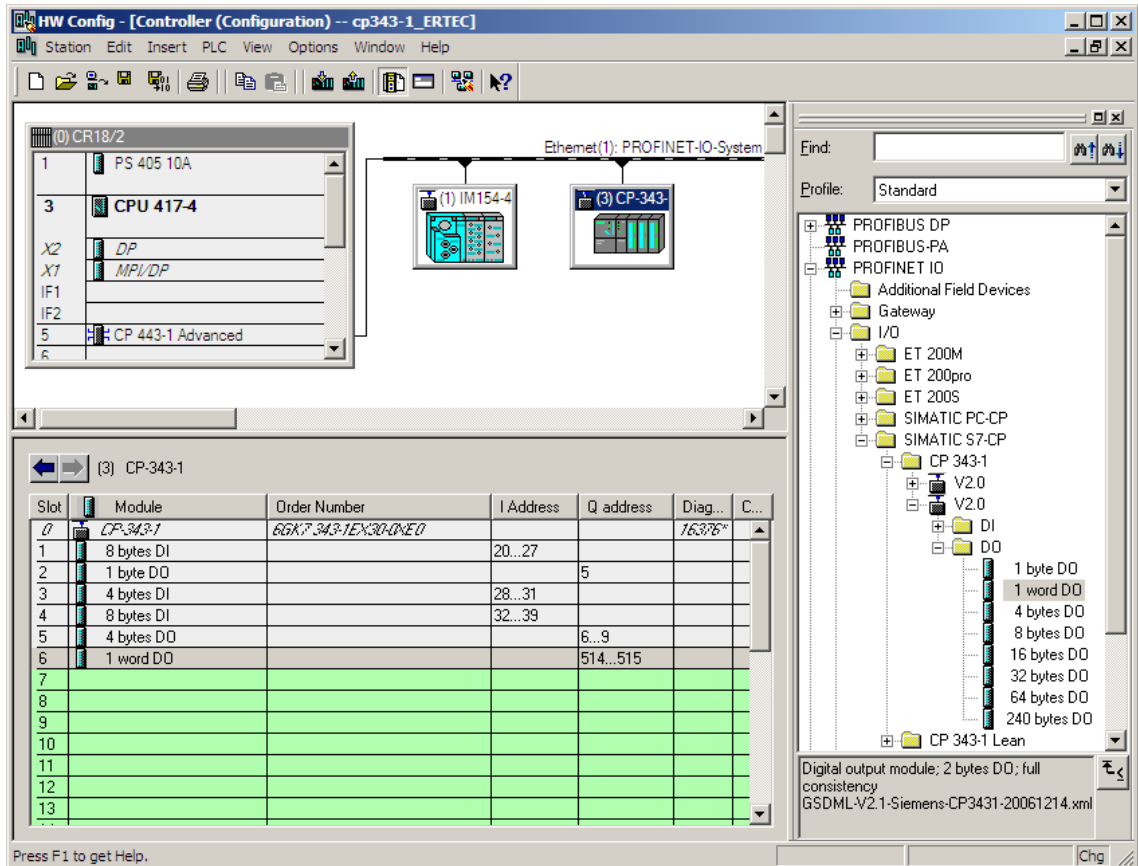 HW Config - [Controller (Configuration) -- cp343-1_ERTEC]
Station Edit Insert PLC View Options Window Help
(0) CR18/2
1 PS 405 10A
3 CPU 417-4
X2 DP
X1 MPI/DP
IF1
IF2
5 CP 443-1 Advanced
6
Ethernet(1): PROFINET-IO-System
(1) IM154-4
(3) CP-343-
(3) CP-343-1
Slot Module Order Number I Address Q address Diag... C...
0 CP-343-1 6GK7 343-1EX30-0XE0 16376*
1 8 bytes DI 20...27
2 1 byte DO 5
3 4 bytes DI 28...31
4 8 bytes DI 32...39
5 4 bytes DO 6...9
6 1 word DO 514...515
7
8
9
10
11
12
13
Find:
Profile: Standard
PROFIBUS DP
PROFIBUS-PA
PROFINET IO
Additional Field Devices
Gateway
I/O
ET 200M
ET 200pro
ET 200S
SIMATIC PC-CP
SIMATIC S7-CP
CP 343-1
V2.0
V2.0
DI
DO
1 byte DO
1 word DO
4 bytes DO
8 bytes DO
16 bytes DO
32 bytes DO
64 bytes DO
240 bytes DO
CP 343-1 Lean
Digital output module; 2 bytes DO; full
consistency
GSDML-V2.1-Siemens-CP3431-20061214.xml
Press F1 to get Help.
Chg